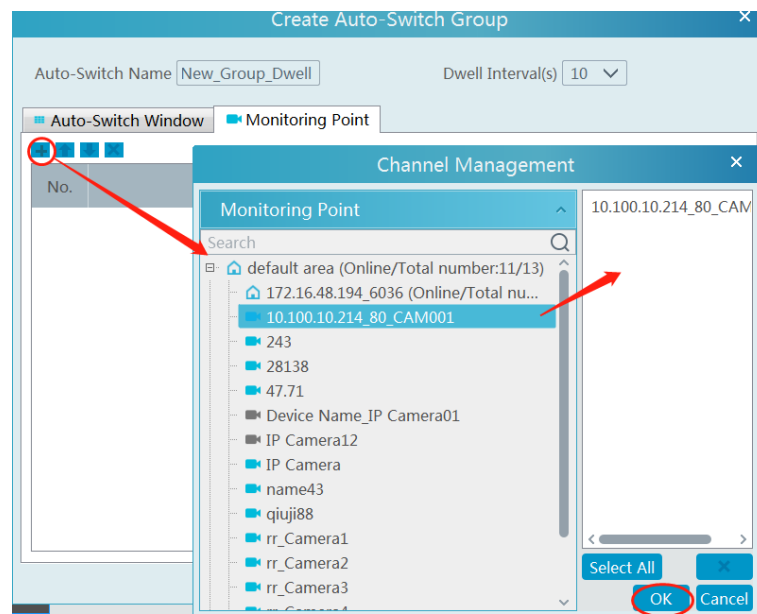 Create Auto-Switch Group
Auto-Switch Name New_Group_Dwell Dwell Interval(s) 10
Auto-Switch Window Monitoring Point
No.
Channel Management
Monitoring Point
Search
default area (Online/Total number:11/13)
172.16.48.194_6036 (Online/Total nu...
10.100.10.214_80_CAM001
243
28138
47.71
Device Name_IP Camera01
IP Camera12
IP Camera
name43
qiuji88
rr_Camera1
rr_Camera2
rr_Camera3
10.100.10.214_80_CAM
Select All
OK Cancel